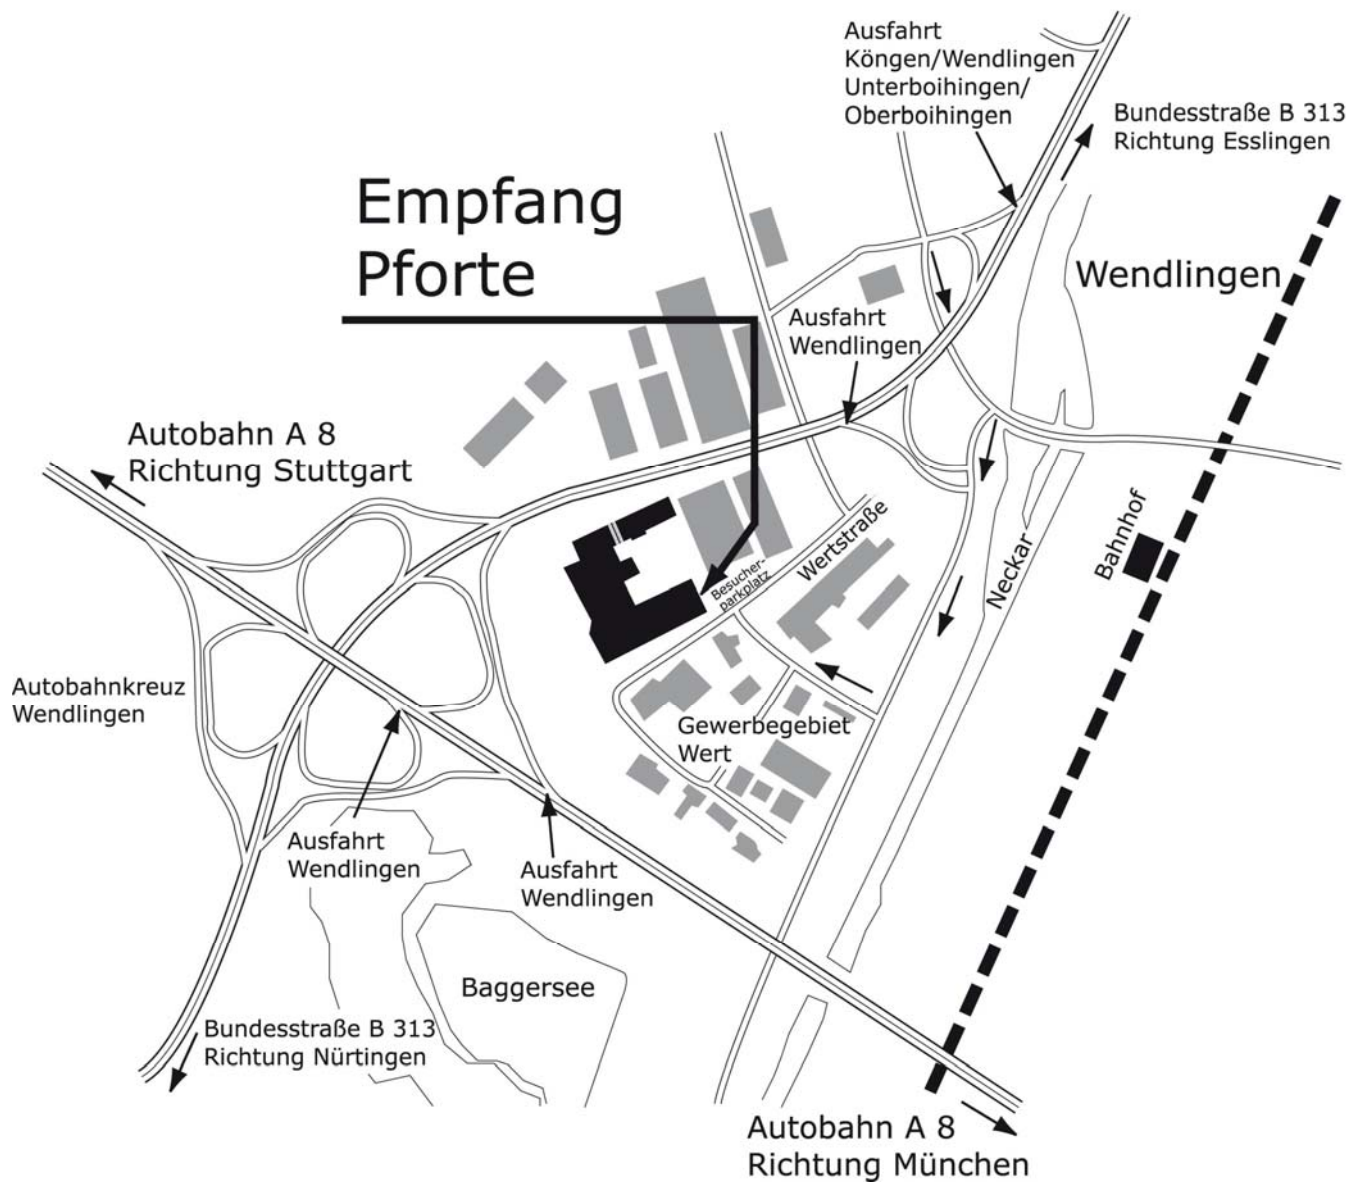 Ausfahrt
Köngen/Wendlingen
Unterboihingen/
Oberboihingen
Bundesstraße B 313
Richtung Esslingen
Empfang
Pforte
Wendlingen
Ausfahrt
Wendlingen
Autobahn A 8
Richtung Stuttgart
Bahnhof
Wertstraße
Neckar
Besucher-
parkplatz
Autobahnkreuz
Wendlingen
Gewerbegebiet
Wert
Ausfahrt
Wendlingen
Ausfahrt
Wendlingen
Baggersee
Bundesstraße B 313
Richtung Nürtingen
Autobahn A 8
Richtung München